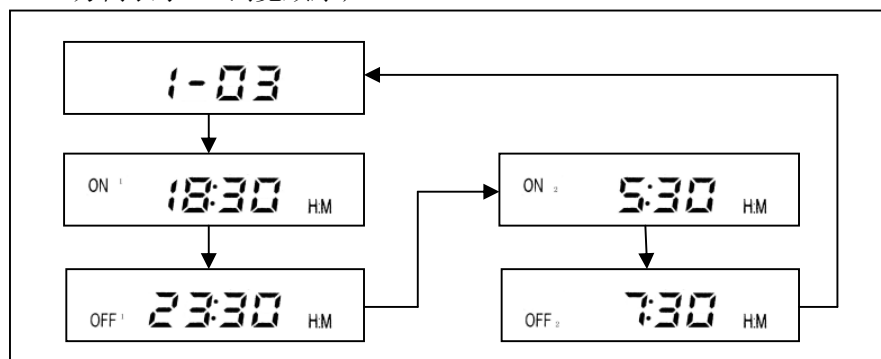 1-03
ON 1 18:30 H:M
OFF 1 23:30 H:M
ON 2 5:30 H:M
OFF 2 7:30 H:M